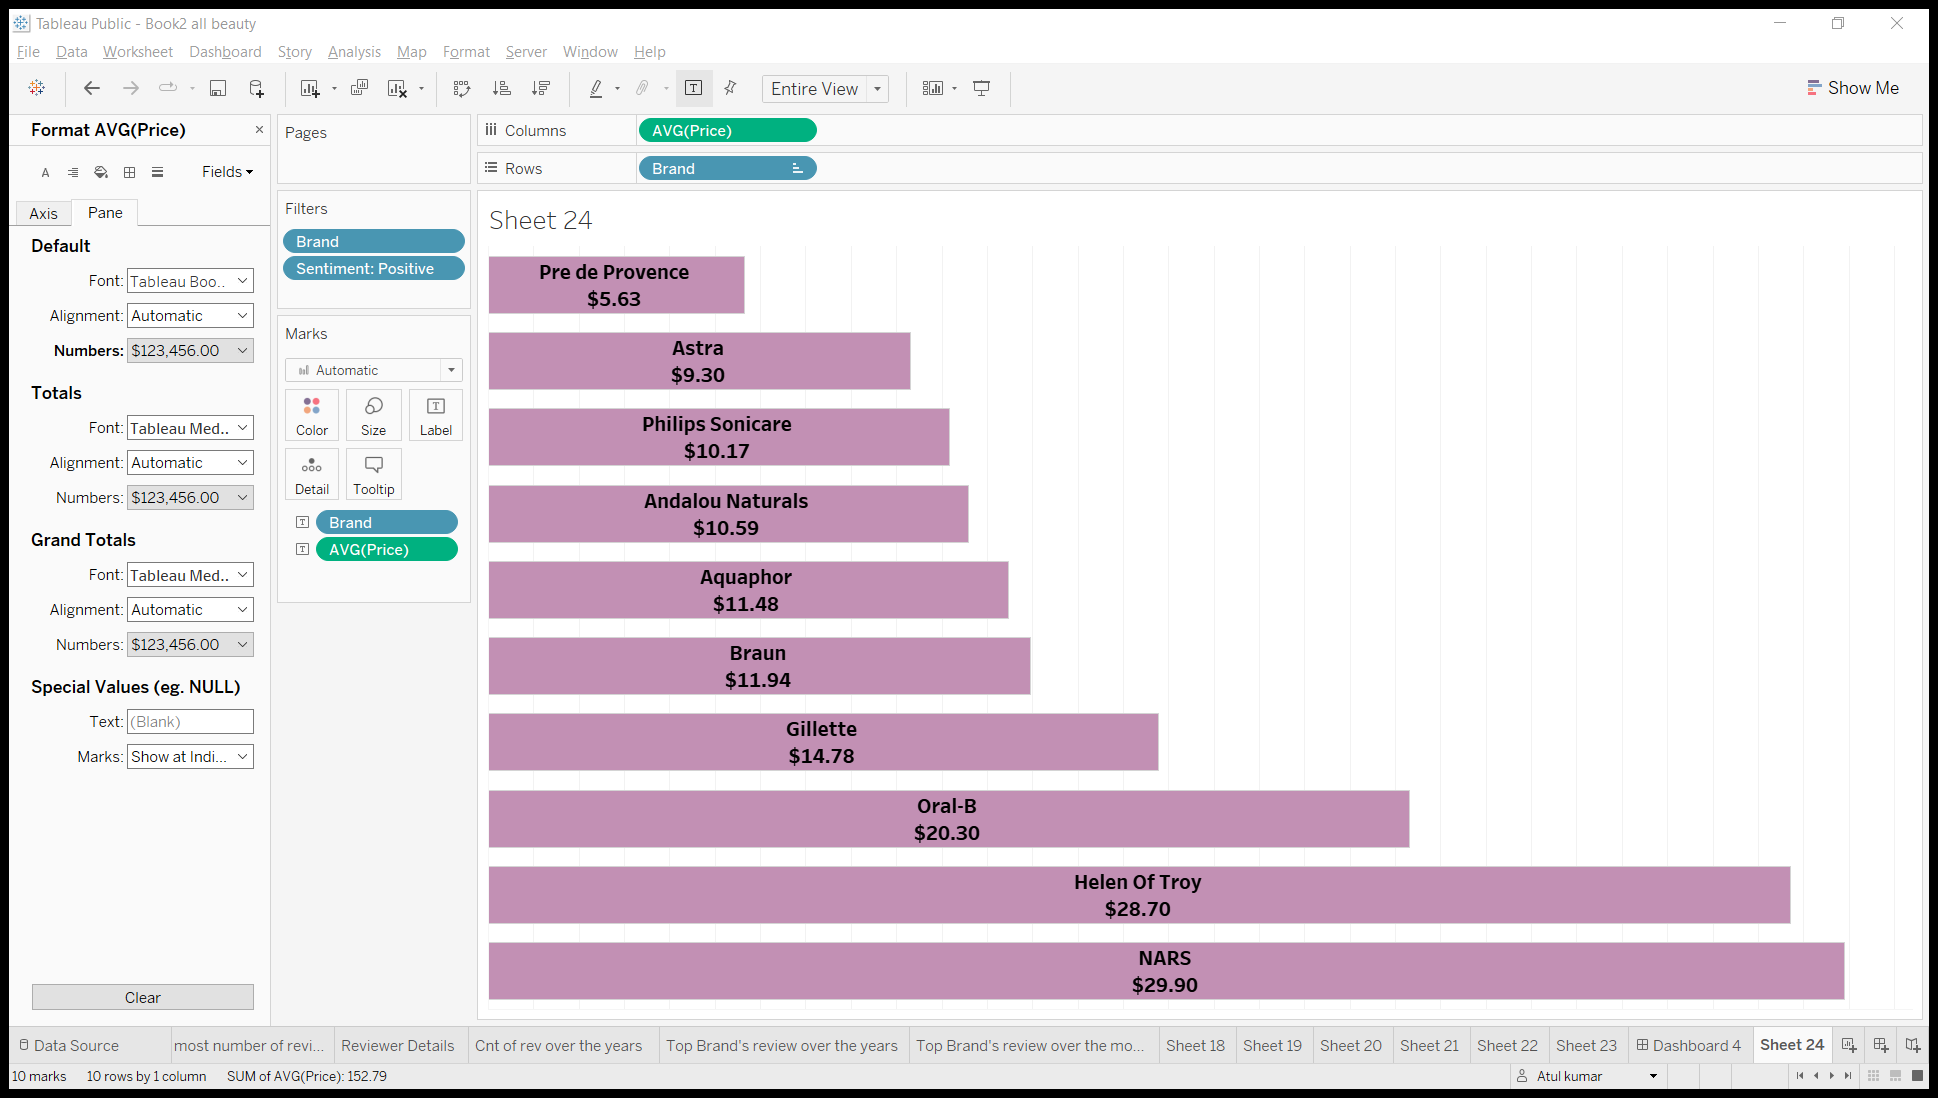 Tableau Public - Book2 all beauty
File Data Worksheet Dashboard Story Analysis Map Format Server Window Help
Entire View
Show Me
Format AVG(Price)
Fields
Axis Pane
Default
Font: Tableau Boo..
Alignment: Automatic
Numbers: $123,456.00
Totals
Font: Tableau Med..
Alignment: Automatic
Numbers: $123,456.00
Grand Totals
Font: Tableau Med..
Alignment: Automatic
Numbers: $123,456.00
Special Values (eg. NULL)
Text: (Blank)
Marks: Show at Indi...
Clear
Pages
Filters
Brand
Sentiment: Positive
Marks
Automatic
Color Size Label
Detail Tooltip
Brand
AVG(Price)
Columns AVG(Price)
Rows Brand
Sheet 24
Pre de Provence
$5.63
Astra
$9.30
Philips Sonicare
$10.17
Andalou Naturals
$10.59
Aquaphor
$11.48
Braun
$11.94
Gillette
$14.78
Oral-B
$20.30
Helen Of Troy
$28.70
NARS
$29.90
Data Source most number of revi... Reviewer Details Cnt of rev over the years Top Brand's review over the years Top Brand's review over the mo... Sheet 18 Sheet 19 Sheet 20 Sheet 21 Sheet 22 Sheet 23 Dashboard 4 Sheet 24
10 marks 10 rows by 1 column SUM of AVG(Price): 152.79 Atul kumar